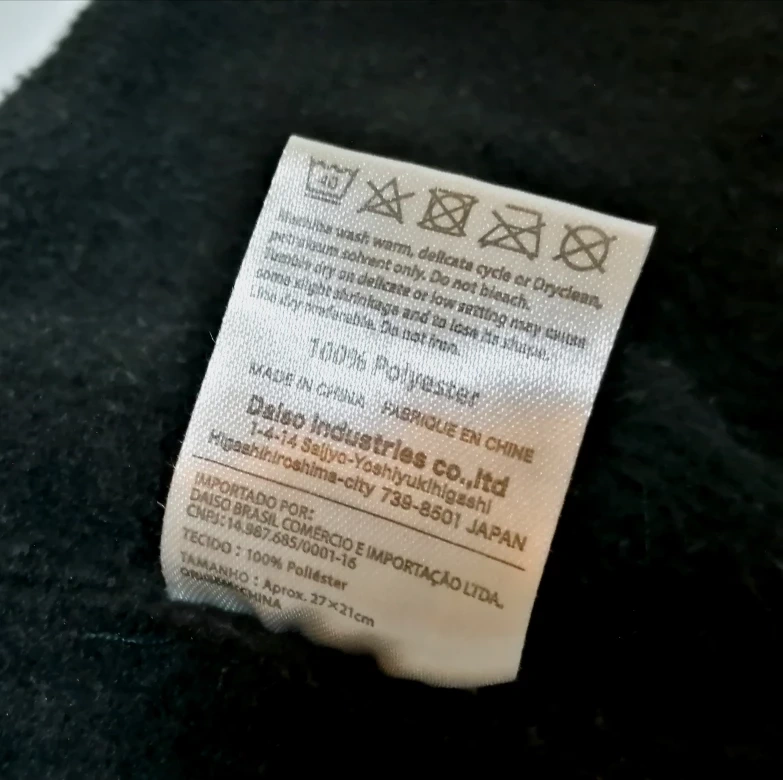 40
Machine wash warm, delicate cycle or Dryclean,
petroleum solvent only. Do not bleach.
Tumble dry on delicate or low setting may cause
some slight shrinkage and to lose its shape.
Line dry preferable. Do not iron.
100% Polyester
MADE IN CHINA FABRIQUE EN CHINE
Daiso Industries co.,ltd
1-4-14 Saijyo-Yoshiyukihigashi
Higashihiroshima-city 739-8501 JAPAN
IMPORTADO POR:
DAISO BRASIL COMÉRCIO E IMPORTAÇÃO LTDA.
CNPJ: 14.987.685/0001-16
TECIDO : 100% Poliéster
TAMANHO : Aprox. 27×21cm
ORIGEM:CHINA